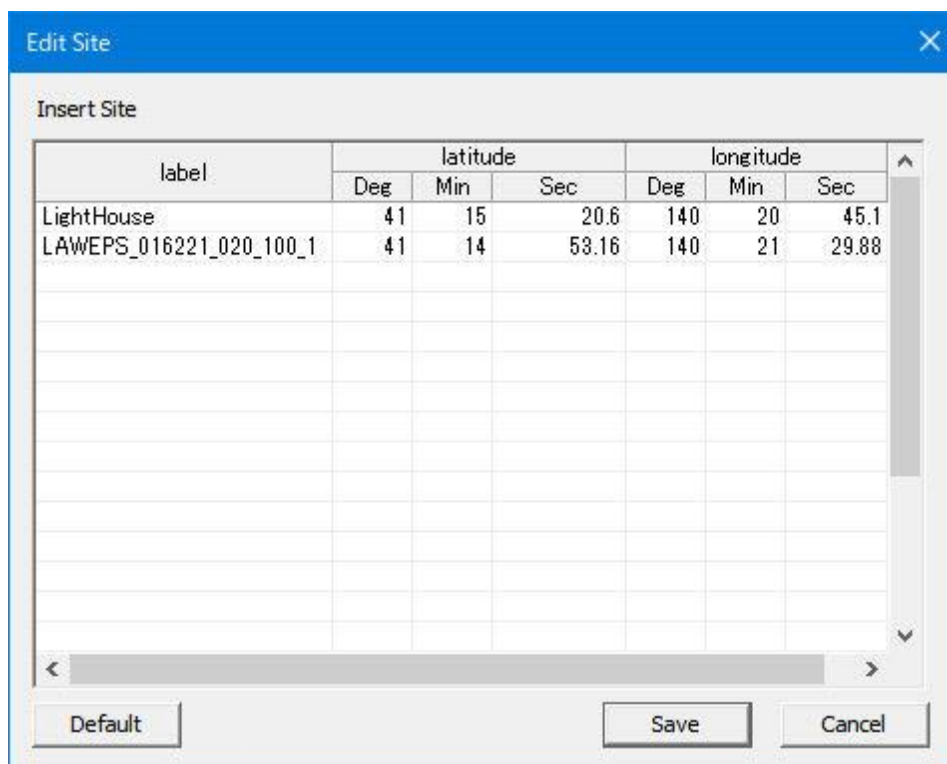 Edit Site
Insert Site
label latitude longitude
Deg Min Sec Deg Min Sec
LightHouse 41 15 20.6 140 20 45.1
LAWEPS_016221_020_100_1 41 14 53.16 140 21 29.88
Default Save Cancel